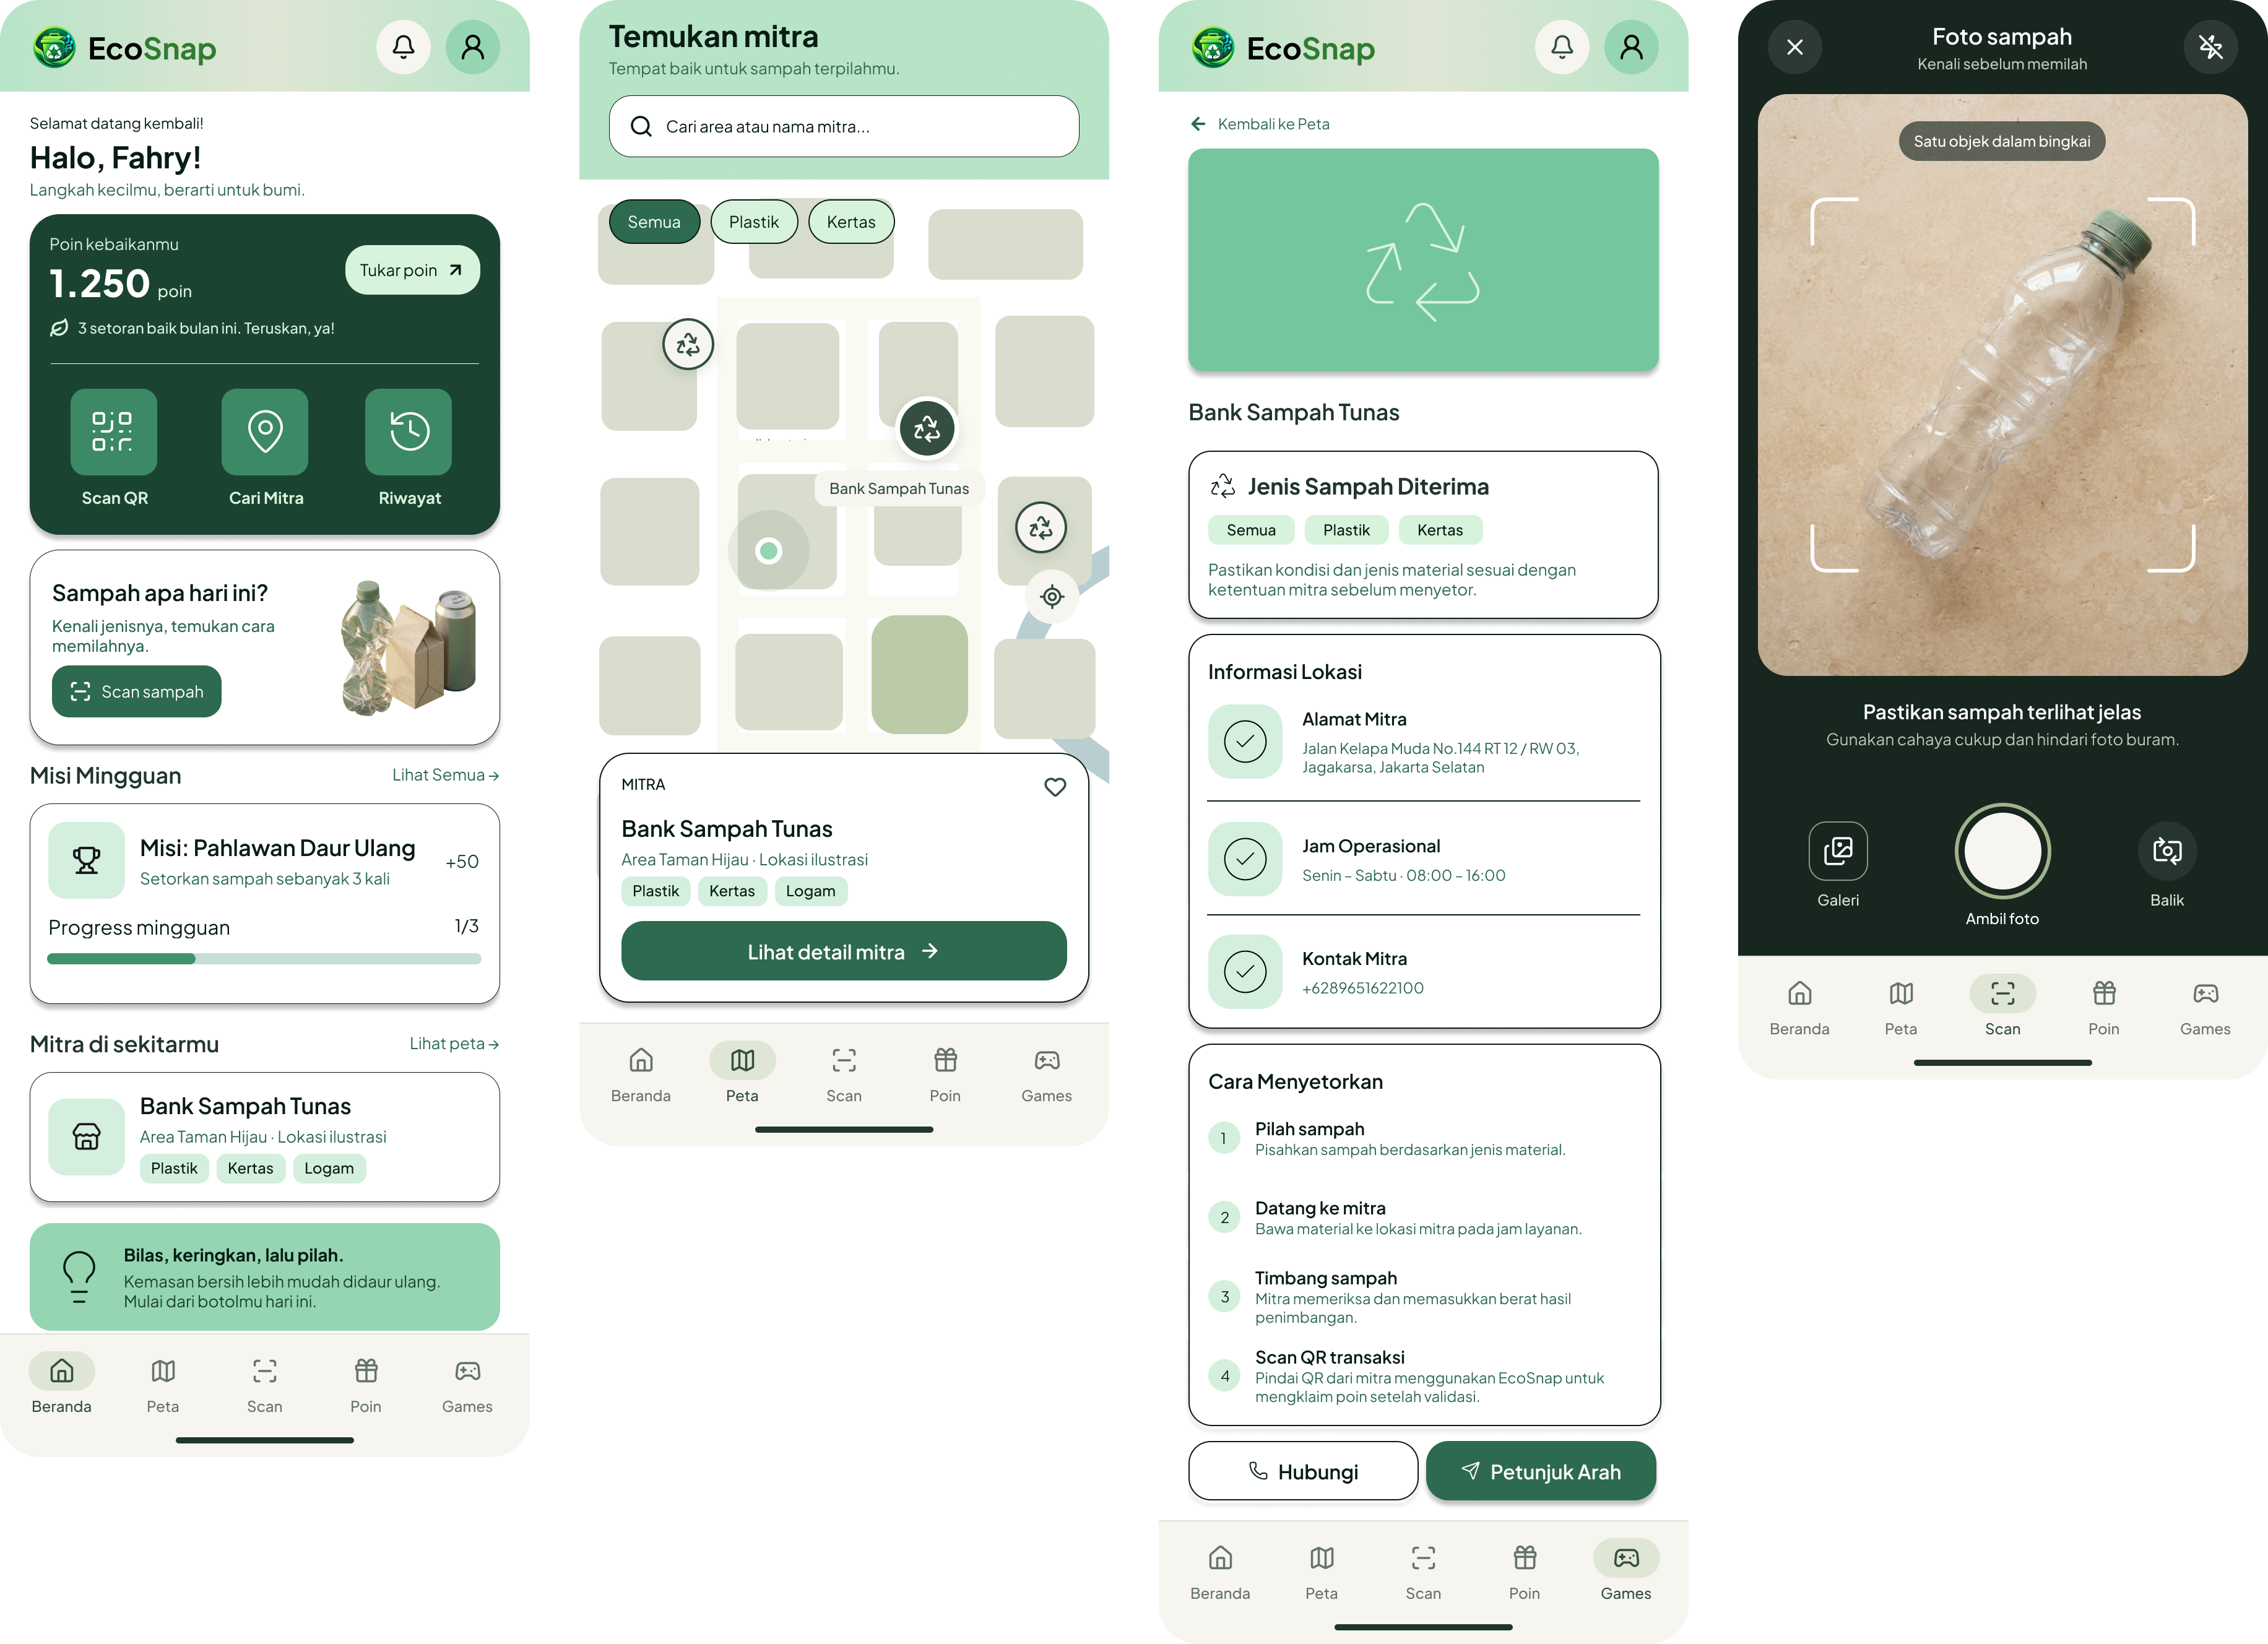 EcoSnap
Selamat datang kembali!
Halo, Fahry!
Langkah kecilmu, berarti untuk bumi.
Poin kebaikanmu
1.250 poin
Tukar poin
3 setoran baik bulan ini. Teruskan, ya!
Scan QR
Cari Mitra
Riwayat
Sampah apa hari ini?
Kenali jenisnya, temukan cara
memilahnya.
Scan sampah
Misi Mingguan
Lihat Semua →
Misi: Pahlawan Daur Ulang
+50
Setorkan sampah sebanyak 3 kali
Progress mingguan
1/3
Mitra di sekitarmu
Lihat peta →
Bank Sampah Tunas
Area Taman Hijau · Lokasi ilustrasi
Plastik
Kertas
Logam
Bilas, keringkan, lalu pilah.
Kemasan bersih lebih mudah didaur ulang.
Mulai dari botolmu hari ini.
Beranda
Peta
Scan
Poin
Games
Temukan mitra
Tempat baik untuk sampah terpilahmu.
Cari area atau nama mitra...
Semua
Plastik
Kertas
Bank Sampah Tunas
MITRA
Bank Sampah Tunas
Area Taman Hijau · Lokasi ilustrasi
Plastik
Kertas
Logam
Lihat detail mitra →
Beranda
Peta
Scan
Poin
Games
EcoSnap
← Kembali ke Peta
Bank Sampah Tunas
Jenis Sampah Diterima
Semua
Plastik
Kertas
Pastikan kondisi dan jenis material sesuai dengan
ketentuan mitra sebelum menyetor.
Informasi Lokasi
Alamat Mitra
Jalan Kelapa Muda No.144 RT 12 / RW 03,
Jagakarsa, Jakarta Selatan
Jam Operasional
Senin – Sabtu · 08:00 – 16:00
Kontak Mitra
+6289651622100
Cara Menyetorkan
1
Pilah sampah
Pisahkan sampah berdasarkan jenis material.
2
Datang ke mitra
Bawa material ke lokasi mitra pada jam layanan.
3
Timbang sampah
Mitra memeriksa dan memasukkan berat hasil
penimbangan.
4
Scan QR transaksi
Pindai QR dari mitra menggunakan EcoSnap untuk
mengklaim poin setelah validasi.
Hubungi
Petunjuk Arah
Beranda
Peta
Scan
Poin
Games
Foto sampah
Kenali sebelum memilah
Satu objek dalam bingkai
Pastikan sampah terlihat jelas
Gunakan cahaya cukup dan hindari foto buram.
Galeri
Ambil foto
Balik
Beranda
Peta
Scan
Poin
Games